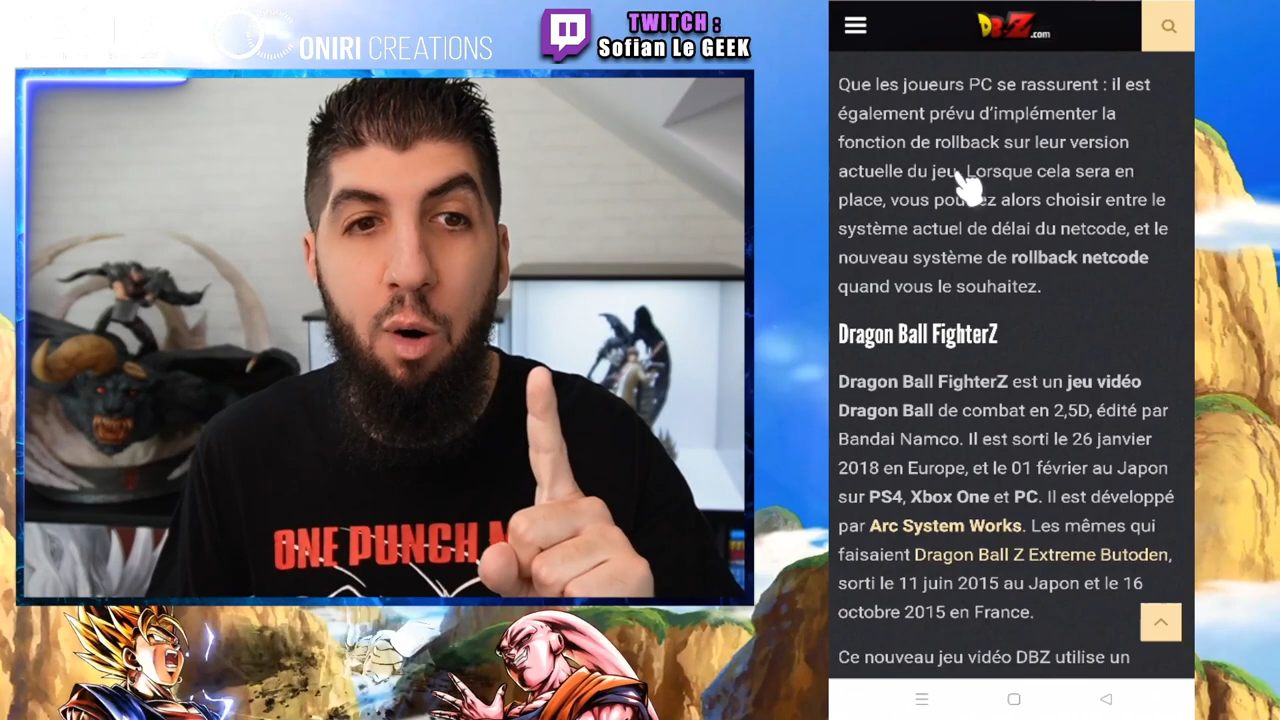 ONIRI CREATIONS
TWITCH :
Sofian Le GEEK
DB-Z.com
Que les joueurs PC se rassurent : il est
également prévu d'implémenter la
fonction de rollback sur leur version
actuelle du jeu. Lorsque cela sera en
place, vous pouvez alors choisir entre le
système actuel de délai du netcode, et le
nouveau système de rollback netcode
quand vous le souhaitez.
Dragon Ball FighterZ
Dragon Ball FighterZ est un jeu vidéo
Dragon Ball de combat en 2,5D, édité par
Bandai Namco. Il est sorti le 26 janvier
2018 en Europe, et le 01 février au Japon
sur PS4, Xbox One et PC. Il est développé
par Arc System Works. Les mêmes qui
faisaient Dragon Ball Z Extreme Butoden,
sorti le 11 juin 2015 au Japon et le 16
octobre 2015 en France.
Ce nouveau jeu vidéo DBZ utilise un
ONE PUNCH M